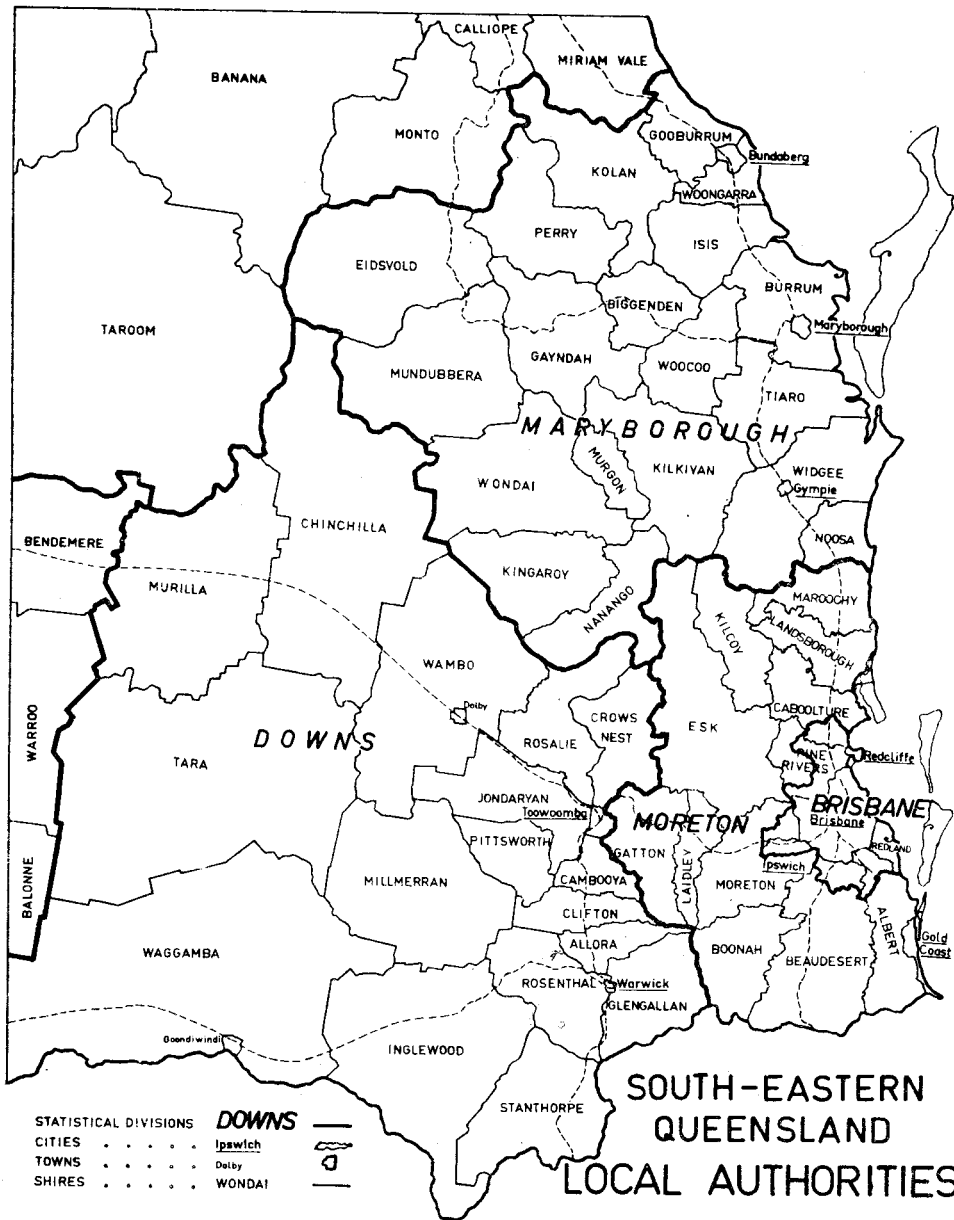 CALLIOPE
MIRIAM VALE
BANANA
MONTO
GOOBURRUM
Bundaberg
KOLAN
WOONGARRA
PERRY
ISIS
EIDSVOLD
BURRUM
BIGGENDEN
TAROOM
Maryborough
GAYNDAH
WOOCOO
MUNDUBBERA
TIARO
MARYBOROUGH
WONDAI
MURGON
KILKIVAN
WIDGEE
Gympie
CHINCHILLA
BENDEMERE
NOOSA
MURILLA
KINGAROY
NANANGO
MAROOCHY
KILCOY
LANDSBOROUGH
WAMBO
CABOOLTURE
Dalby
CROWS
NEST
ESK
WARROO
DOWNS
ROSALIE
TARA
PINE
RIVERS
Redcliffe
JONDARYAN
Toowoomba
MORETON
BRISBANE
Brisbane
PITTSWORTH
GATTON
LAIDLEY
REDLAND
Ipswich
MILLMERRAN
CAMBOOYA
MORETON
BALONNE
CLIFTON
ALBERT
Gold
Coast
ALLORA
WAGGAMBA
BOONAH
BEAUDESERT
ROSENTHAL
Warwick
GLENGALLAN
Goondiwindi
INGLEWOOD
STANTHORPE
SOUTH-EASTERN
QUEENSLAND
LOCAL AUTHORITIES
STATISTICAL DIVISIONS DOWNS
CITIES . . . . . Ipswich
TOWNS . . . . . Dalby
SHIRES . . . . . WONDAI